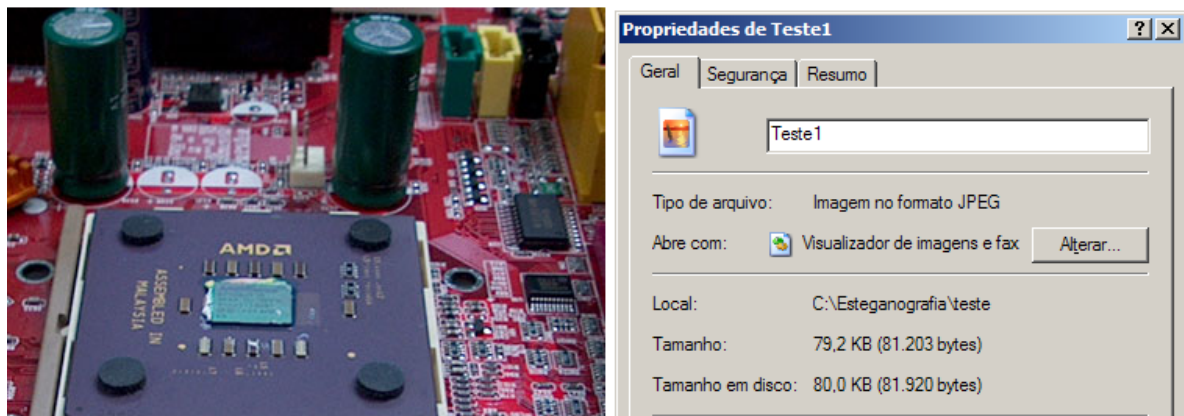 AMD
ASSEMBLED IN
MALAYSIA
Propriedades de Teste1
Geral
Segurança
Resumo
Teste1
Tipo de arquivo: Imagem no formato JPEG
Abre com: Visualizador de imagens e fax Alterar...
Local: C:\Esteganografia\teste
Tamanho: 79,2 KB (81.203 bytes)
Tamanho em disco: 80,0 KB (81.920 bytes)